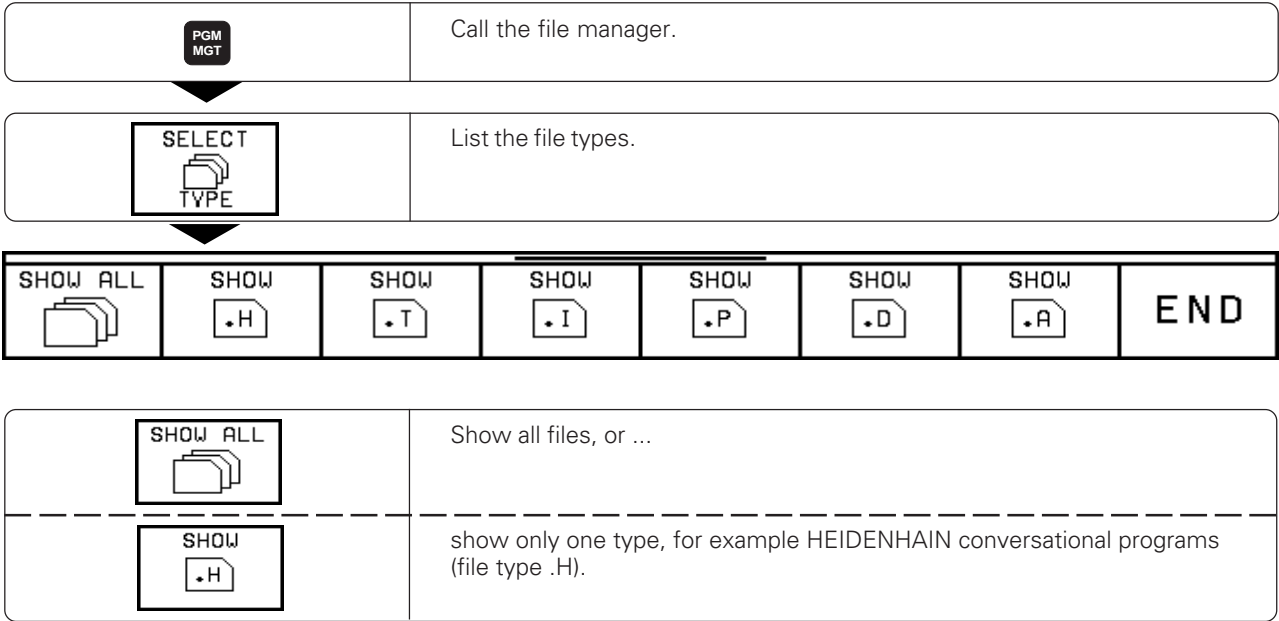 PGM
MGT
Call the file manager.
SELECT
TYPE
List the file types.
SHOW ALL
SHOW
.H
SHOW
.T
SHOW
.I
SHOW
.P
SHOW
.D
SHOW
.A
END
SHOW ALL
Show all files, or ...
SHOW
.H
show only one type, for example HEIDENHAIN conversational programs
(file type .H).